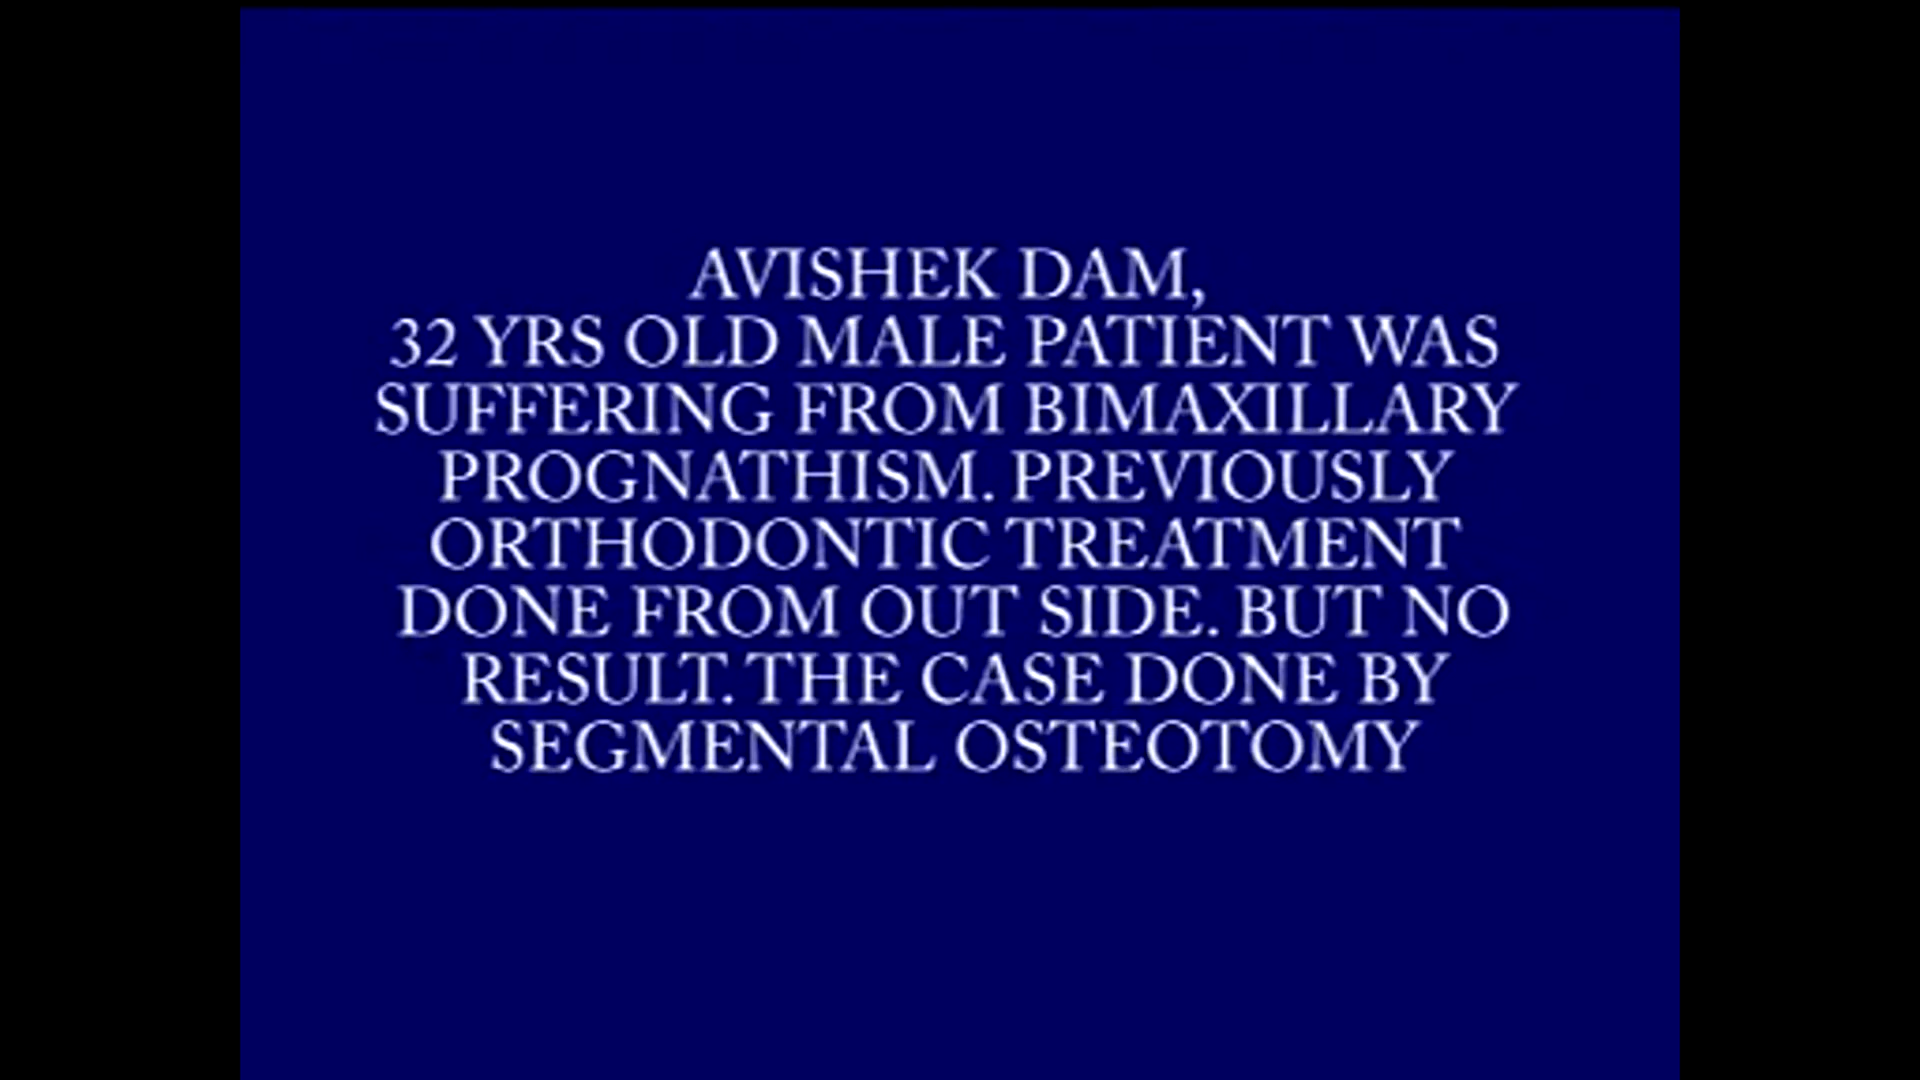 AVISHEK DAM,
32 YRS OLD MALE PATIENT WAS
SUFFERING FROM BIMAXILLARY
PROGNATHISM. PREVIOUSLY
ORTHODONTIC TREATMENT
DONE FROM OUT SIDE. BUT NO
RESULT. THE CASE DONE BY
SEGMENTAL OSTEOTOMY